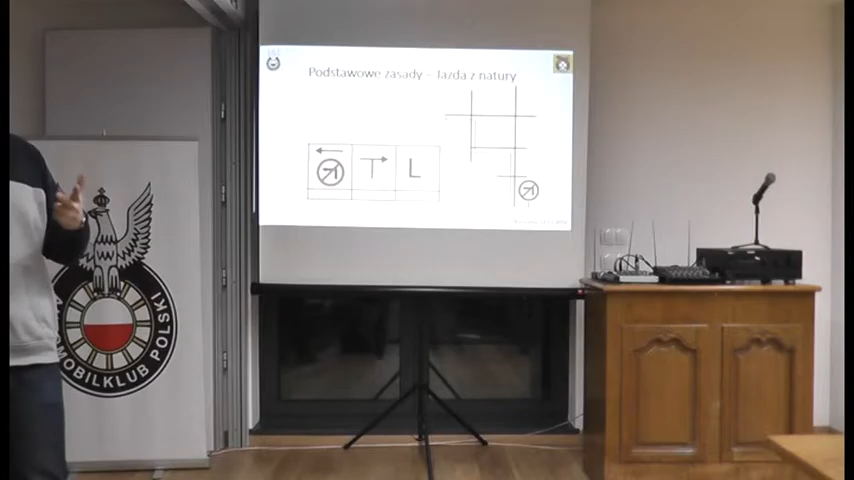 Podstawowe zasady – Jazda z natury
T
L
AUTOMOBILKLUB POLSKI